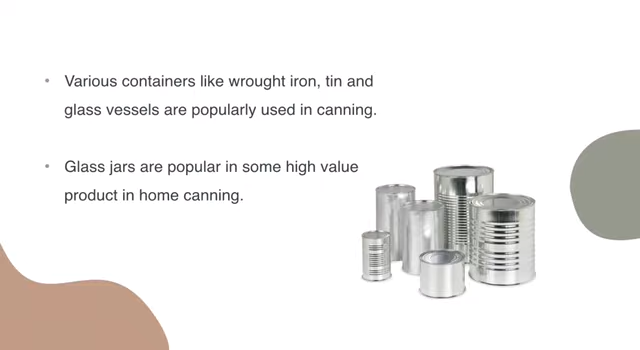 • Various containers like wrought iron, tin and
glass vessels are popularly used in canning.
• Glass jars are popular in some high value
product in home canning.